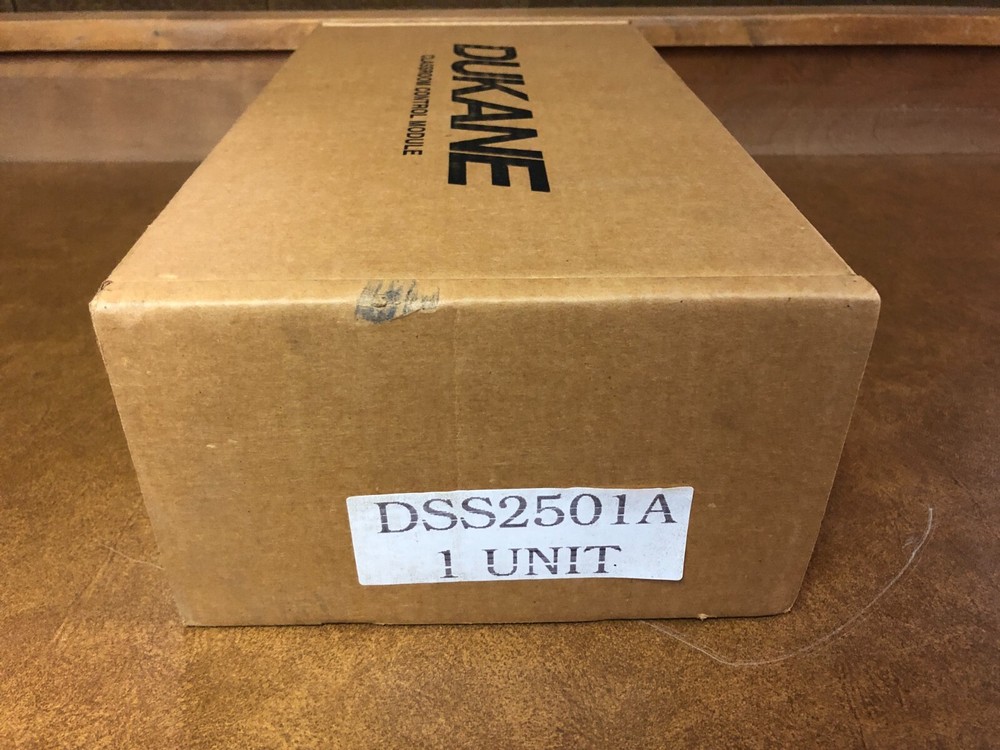 DUKANE
CLASSROOM CONTROL MODULE
DSS2501A
1 UNIT